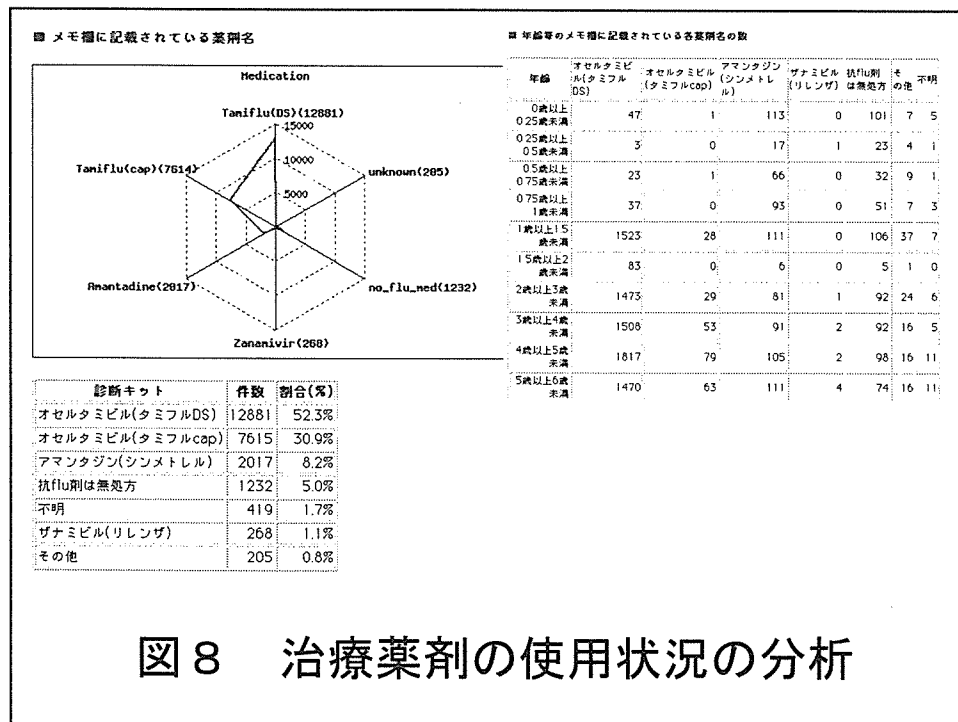 ■ メモ欄に記載されている薬剤名
Medication
Tamiflu(DS)(12881)
15000
10000
5000
Tamiflu(cap)(7614)
unknown(205)
Amantadine(2017)
no_flu_med(1232)
Zanamivir(268)
診断キット 件数 割合(%)
オセルタミビル(タミフルDS) 12881 52.3%
オセルタミビル(タミフルcap) 7615 30.9%
アマンタジン(シンメトレル) 2017 8.2%
抗flu剤は無処方 1232 5.0%
不明 419 1.7%
ザナミビル(リレンザ) 268 1.1%
その他 205 0.8%
■ 年齢毎のメモ欄に記載されている各薬剤名の数
年齢 オセルタミビル(タミフルDS) オセルタミビル(タミフルcap) アマンタジン(シンメトレル) ザナミビル(リレンザ) 抗flu剤は無処方 その他 不明
0歳以上0.25歳未満 47 1 113 0 101 7 5
0.25歳以上0.5歳未満 3 0 17 1 23 4 1
0.5歳以上0.75歳未満 23 1 66 0 32 9 1
0.75歳以上1歳未満 37 0 93 0 51 7 3
1歳以上1.5歳未満 1523 28 111 0 106 37 7
1.5歳以上2歳未満 83 0 6 0 5 1 0
2歳以上3歳未満 1473 29 81 1 92 24 6
3歳以上4歳未満 1508 53 91 2 92 16 5
4歳以上5歳未満 1817 79 105 2 98 16 11
5歳以上6歳未満 1470 63 111 4 74 16 11
図8 治療薬剤の使用状況の分析